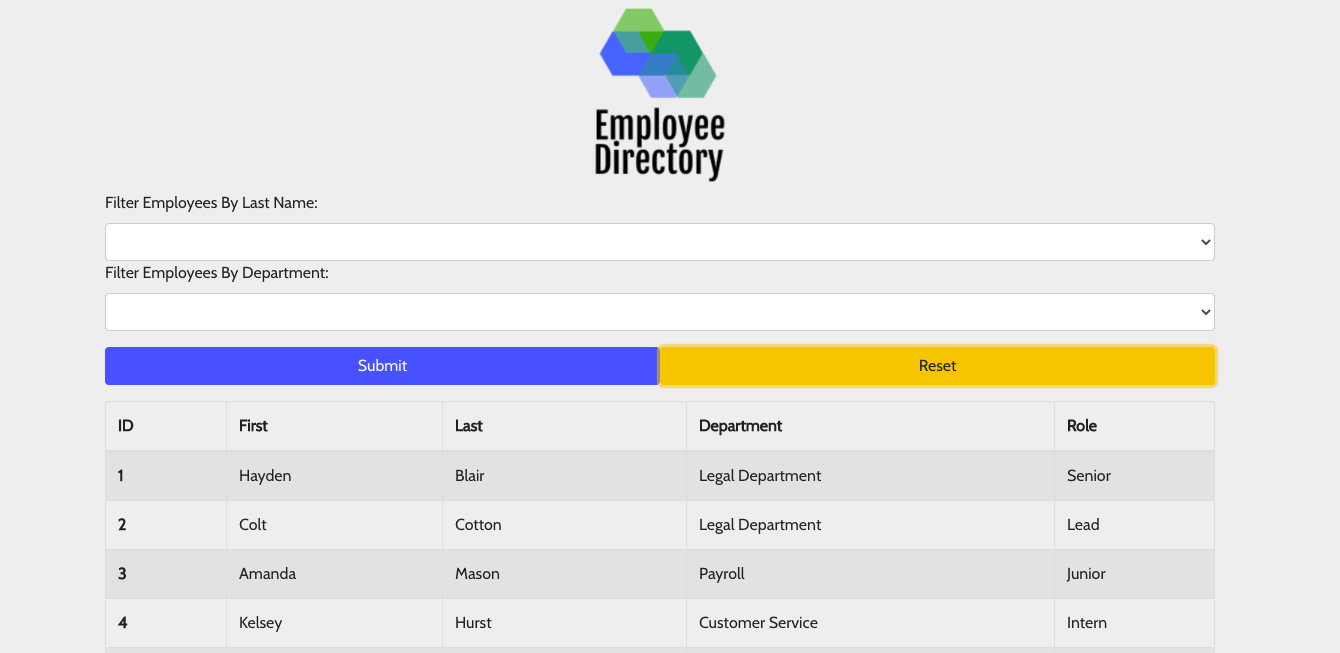 Employee
Directory
Filter Employees By Last Name:
Filter Employees By Department:
Submit Reset
ID First Last Department Role
1 Hayden Blair Legal Department Senior
2 Colt Cotton Legal Department Lead
3 Amanda Mason Payroll Junior
4 Kelsey Hurst Customer Service Intern